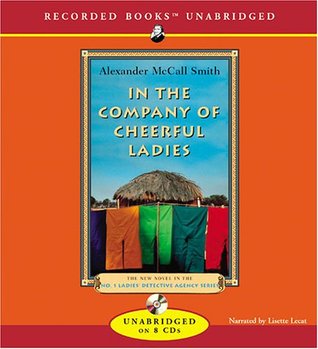 RECORDED BOOKS™ UNABRIDGED
Alexander McCall Smith
IN THE
COMPANY OF
CHEERFUL
LADIES
THE NEW NOVEL IN THE
NO. 1 LADIES' DETECTIVE AGENCY SERIES
UNABRIDGED
ON 8 CDs
Narrated by Lisette Lecat